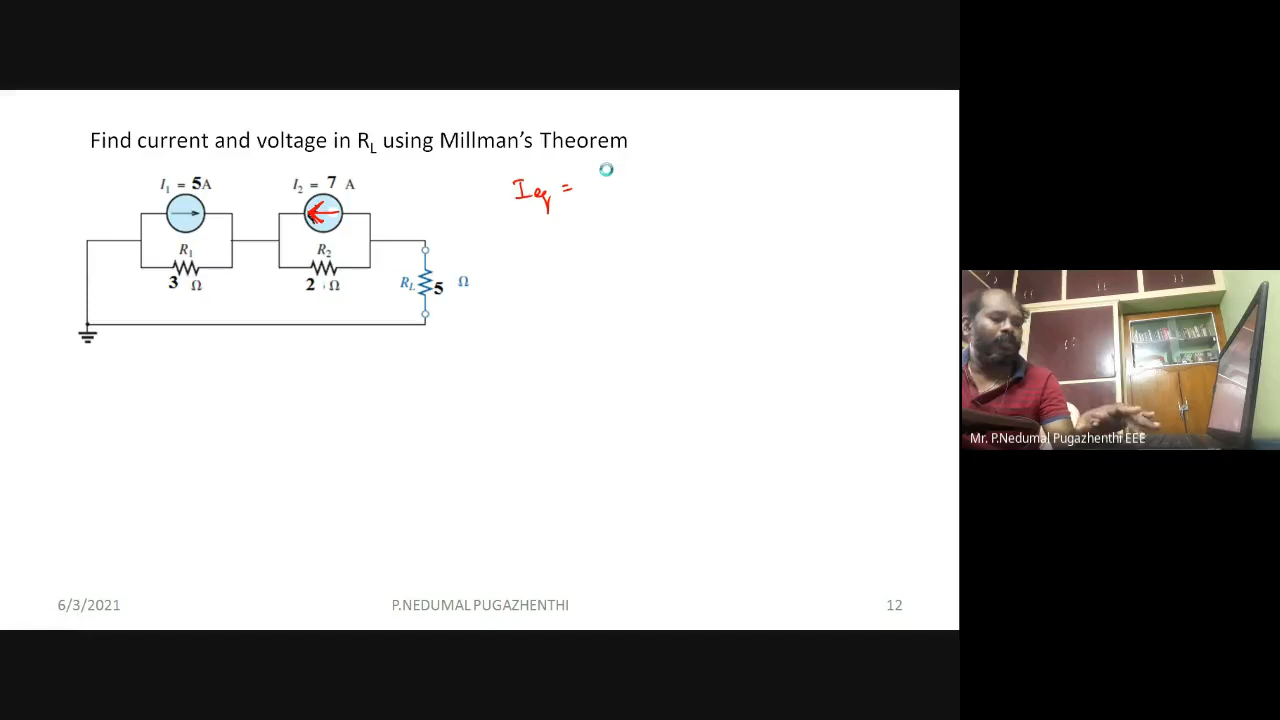 Find current and voltage in RL using Millman's Theorem
I1 = 5A
I2 = 7 A
Ieq =
R1
3 Ω
R2
2 Ω
RL 5 Ω
Mr. P.Nedumal Pugazhenthi EEE
6/3/2021
P.NEDUMAL PUGAZHENTHI
12